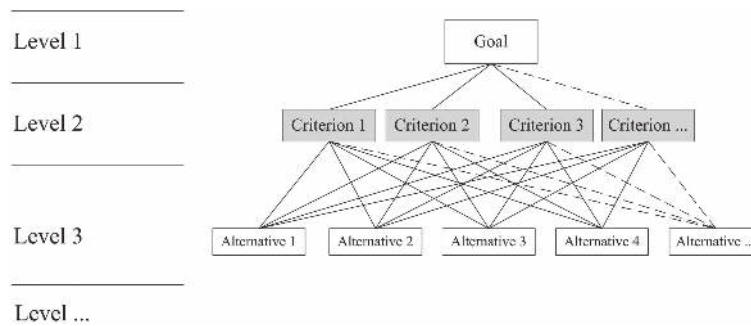 Level 1
Goal
Level 2
Criterion 1
Criterion 2
Criterion 3
Criterion ...
Level 3
Alternative 1
Alternative 2
Alternative 3
Alternative 4
Alternative ...
Level ...